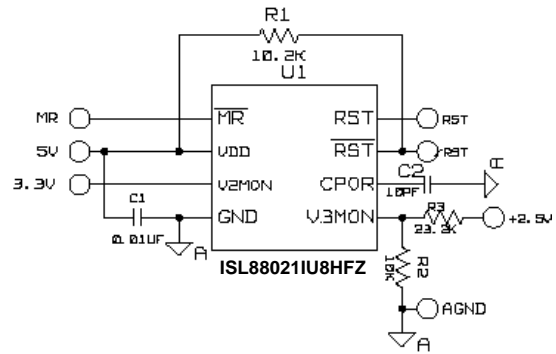 R1
10.2K
U1
MR
MR
RST
RST
5V
VDD
RST
RST
3.3V
V2MON
CPOR
C2
10PF
A
C1
0.01UF
GND
V3MON
R3
23.2K
+2.5V
A
ISL88021IU8HFZ
R2
10K
AGND
A